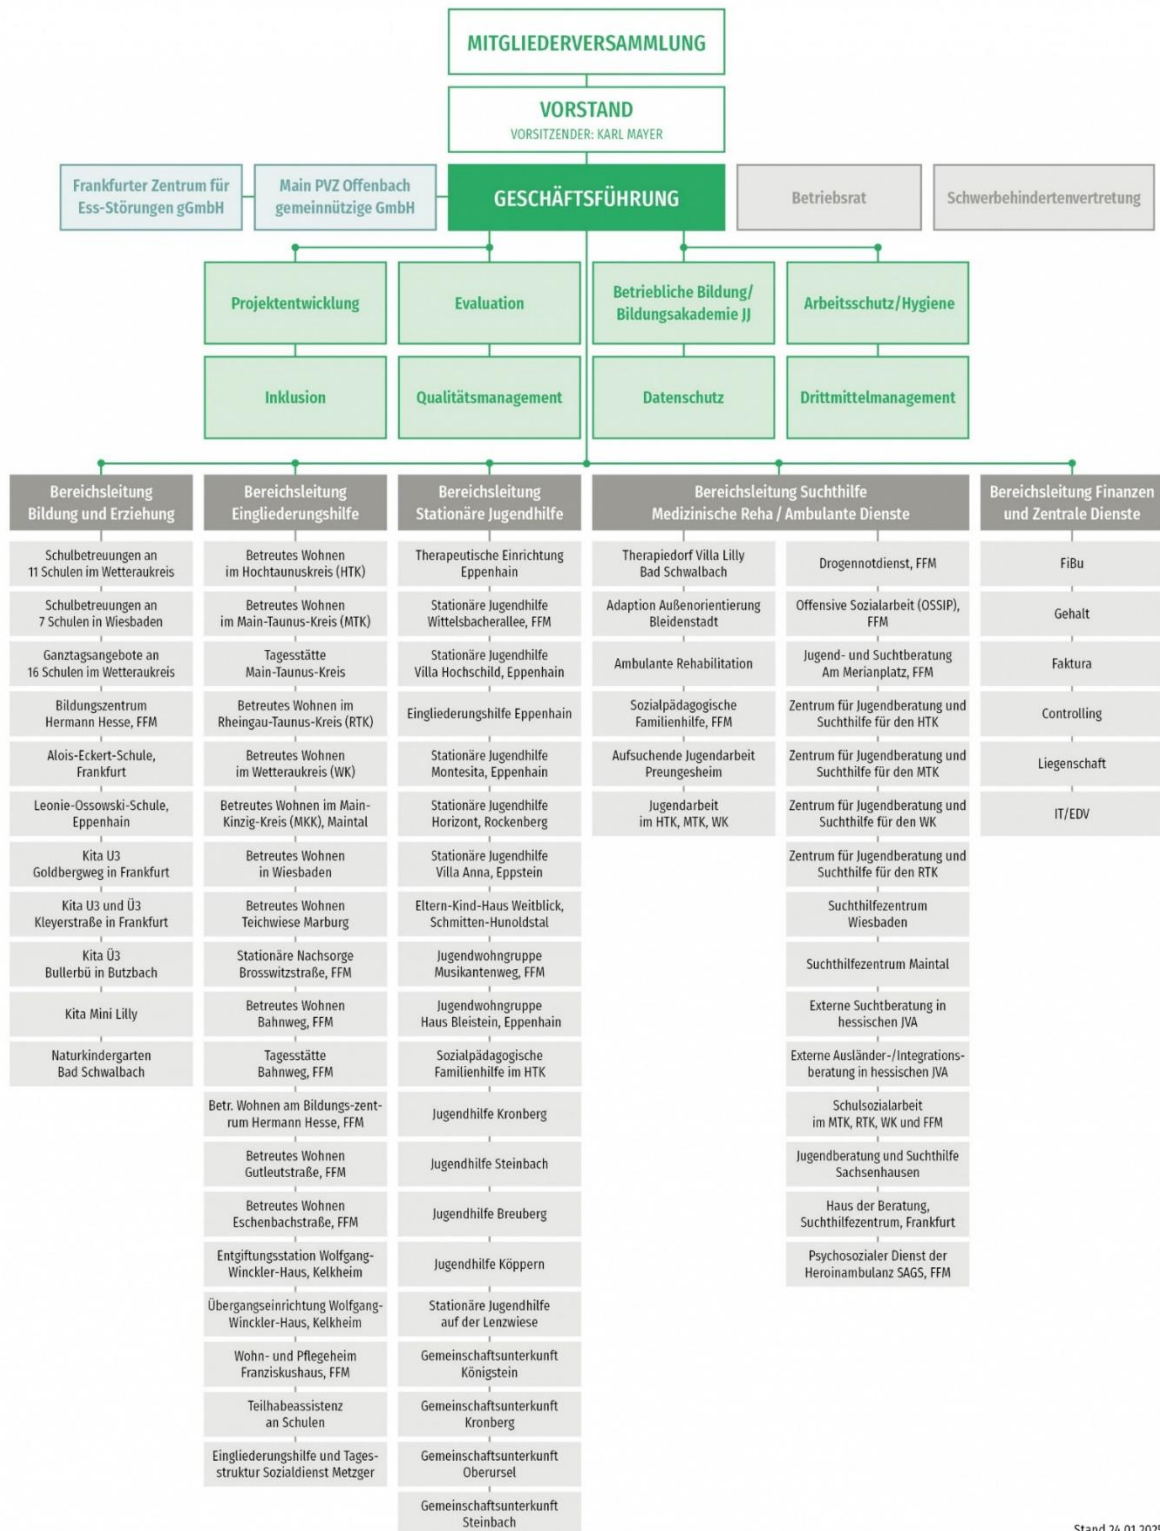 MITGLIEDERVERSAMMLUNG
VORSTAND
VORSITZENDER: KARL MAYER
Frankfurter Zentrum für
Ess-Störungen gGmbH
Main PVZ Offenbach
gemeinnützige GmbH
GESCHÄFTSFÜHRUNG
Betriebsrat
Schwerbehindertenvertretung
Projektentwicklung
Evaluation
Betriebliche Bildung/
Bildungsakademie JJ
Arbeitsschutz/Hygiene
Inklusion
Qualitätsmanagement
Datenschutz
Drittmittelmanagement
Bereichsleitung
Bildung und Erziehung
Schulbetreuungen an
11 Schulen im Wetteraukreis
Schulbetreuungen an
7 Schulen in Wiesbaden
Ganztagsangebote an
16 Schulen im Wetteraukreis
Bildungszentrum
Hermann Hesse, FFM
Alois-Eckert-Schule,
Frankfurt
Leonie-Ossowski-Schule,
Eppenhain
Kita U3
Goldbergweg in Frankfurt
Kita U3 und Ü3
Kleyerstraße in Frankfurt
Kita Ü3
Bullerbü in Butzbach
Kita Mini Lilly
Naturkindergarten
Bad Schwalbach
Bereichsleitung
Eingliederungshilfe
Betreutes Wohnen
im Hochtaunuskreis (HTK)
Betreutes Wohnen
im Main-Taunus-Kreis (MTK)
Tagesstätte
Main-Taunus-Kreis
Betreutes Wohnen im
Rheingau-Taunus-Kreis (RTK)
Betreutes Wohnen
im Wetteraukreis (WK)
Betreutes Wohnen im Main-
Kinzig-Kreis (MKK), Maintal
Betreutes Wohnen
in Wiesbaden
Betreutes Wohnen
Teichwiese Marburg
Stationäre Nachsorge
Brosswitzstraße, FFM
Betreutes Wohnen
Bahnweg, FFM
Tagesstätte
Bahnweg, FFM
Betr. Wohnen am Bildungs-zent-
rum Hermann Hesse, FFM
Betreutes Wohnen
Gutleutstraße, FFM
Betreutes Wohnen
Eschenbachstraße, FFM
Entgiftungsstation Wolfgang-
Winckler-Haus, Kelkheim
Übergangseinrichtung Wolfgang-
Winckler-Haus, Kelkheim
Wohn- und Pflegeheim
Franziskushaus, FFM
Teilhabeassistenz
an Schulen
Eingliederungshilfe und Tages-
struktur Sozialdienst Metzger
Bereichsleitung
Stationäre Jugendhilfe
Therapeutische Einrichtung
Eppenhain
Stationäre Jugendhilfe
Wittelsbacherallee, FFM
Stationäre Jugendhilfe
Villa Hochschild, Eppenhain
Eingliederungshilfe Eppenhain
Stationäre Jugendhilfe
Montesita, Eppenhain
Stationäre Jugendhilfe
Horizont, Rockenberg
Stationäre Jugendhilfe
Villa Anna, Eppstein
Eltern-Kind-Haus Weitblick,
Schmitten-Hunoldstal
Jugendwohngruppe
Musikantenweg, FFM
Jugendwohngruppe
Haus Bleistein, Eppenhain
Sozialpädagogische
Familienhilfe im HTK
Jugendhilfe Kronberg
Jugendhilfe Steinbach
Jugendhilfe Breuberg
Jugendhilfe Köppern
Stationäre Jugendhilfe
auf der Lenzwiese
Gemeinschaftsunterkunft
Königstein
Gemeinschaftsunterkunft
Kronberg
Gemeinschaftsunterkunft
Oberursel
Gemeinschaftsunterkunft
Steinbach
Bereichsleitung Suchthilfe
Medizinische Reha / Ambulante Dienste
Therapiedorf Villa Lilly
Bad Schwalbach
Adaption Außenorientierung
Bleidenstadt
Ambulante Rehabilitation
Sozialpädagogische
Familienhilfe, FFM
Aufsuchende Jugendarbeit
Preungesheim
Jugendarbeit
im HTK, MTK, WK
Drogennotdienst, FFM
Offensive Sozialarbeit (OSSIP),
FFM
Jugend- und Suchtberatung
Am Merianplatz, FFM
Zentrum für Jugendberatung und
Suchthilfe für den HTK
Zentrum für Jugendberatung und
Suchthilfe für den MTK
Zentrum für Jugendberatung und
Suchthilfe für den WK
Zentrum für Jugendberatung und
Suchthilfe für den RTK
Suchthilfezentrum
Wiesbaden
Suchthilfezentrum Maintal
Externe Suchtberatung in
hessischen JVA
Externe Ausländer-/Integrations-
beratung in hessischen JVA
Schulsozialarbeit
im MTK, RTK, WK und FFM
Jugendberatung und Suchthilfe
Sachsenhausen
Haus der Beratung,
Suchthilfezentrum, Frankfurt
Psychosozialer Dienst der
Heroinambulanz SAGS, FFM
Bereichsleitung Finanzen
und Zentrale Dienste
FiBu
Gehalt
Faktura
Controlling
Liegenschaft
IT/EDV
Stand 24.01.2025